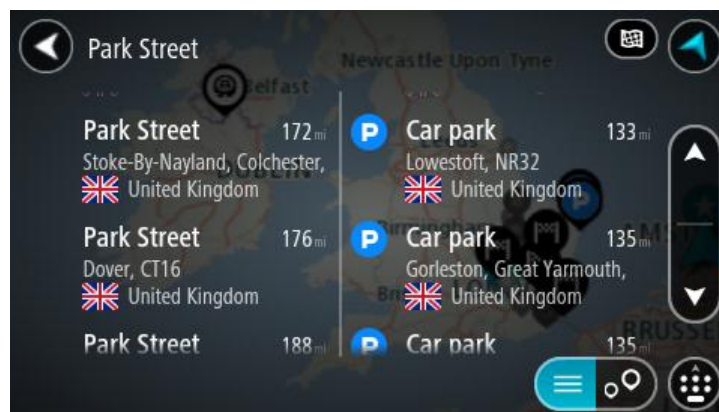 Park Street
Newcastle Upon Tyne
Belfast
Park Street 172 mi
Stoke-By-Nayland, Colchester,
United Kingdom
Park Street 176 mi
Dover, CT16
United Kingdom
Park Street 188 mi
P Car park 133 mi
Lowestoft, NR32
United Kingdom
P Car park 135 mi
Gorleston, Great Yarmouth,
United Kingdom
P Car park 135 mi
DUBLIN